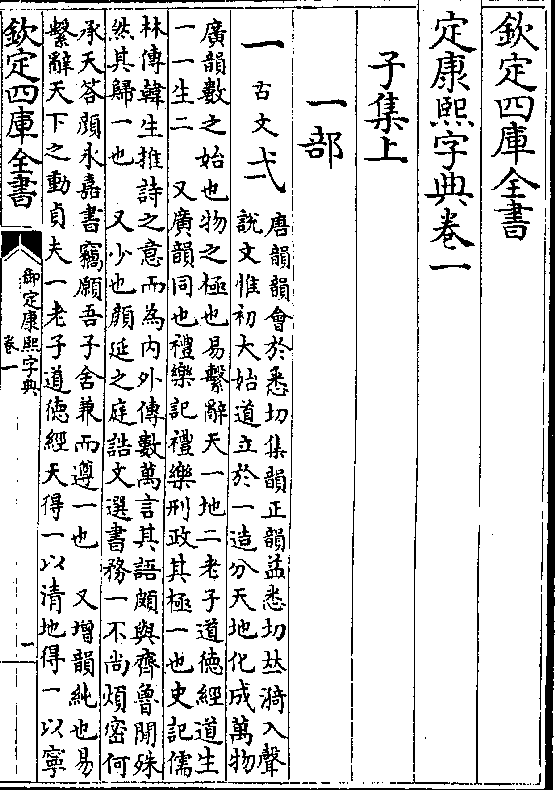 欽定四庫全書
定康熙字典卷一
子集上
一部
一
古文弌
唐韻韻會於悉切集韻正韻益悉切𠀤漪入聲
說文惟初大始道立於一造分天地化成萬物
廣韻數之始也物之極也易繫辭天一地二老子道德經道生
一一生二 又廣韻同也禮樂記禮樂刑政其極一也史記儒
林傳韓生推詩之意而為內外傳數萬言其語頗與齊魯閒殊
然其歸一也 又少也顔延之庭誥文選書務一不尚煩密何
承天答顔永嘉書竊願吾子舍兼而遵一也 又增韻純也易
繫辭天下之動貞夫一老子道德經天得一以清地得一以寧
欽定四庫全書
御定康熙字典
卷一
一